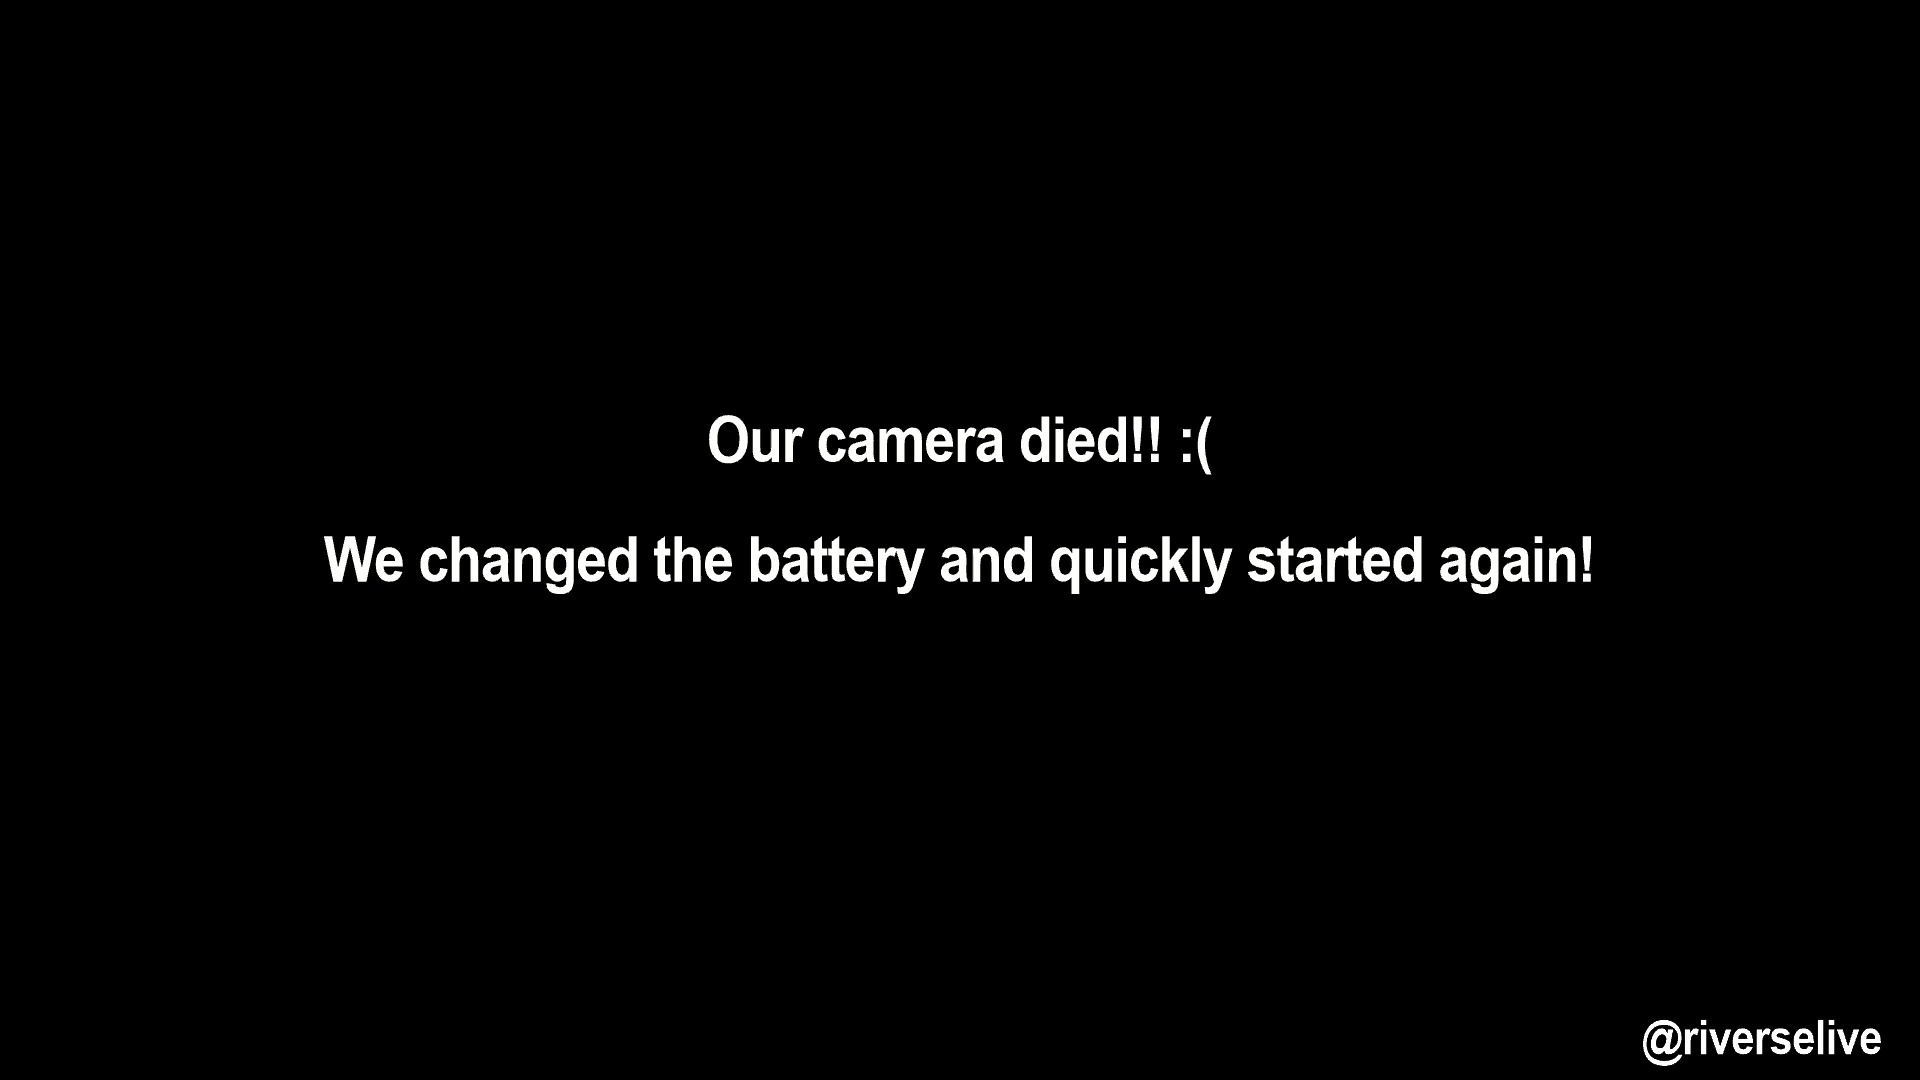 Our camera died!! :(
We changed the battery and quickly started again!
@riverselive